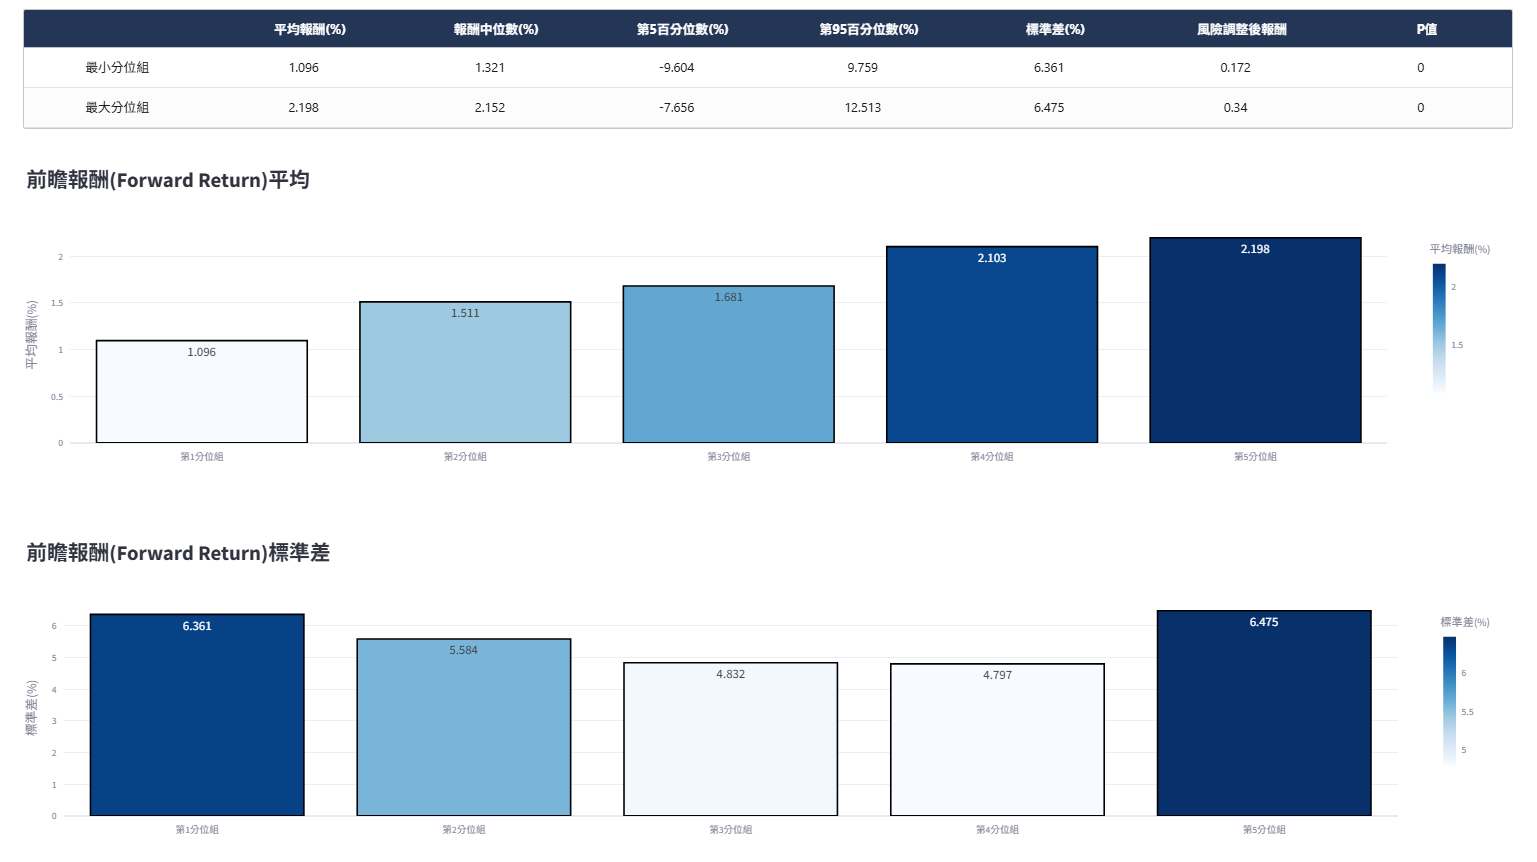 平均報酬(%) 報酬中位數(%) 第5百分位數(%) 第95百分位數(%) 標準差(%) 風險調整後報酬 P值
最小分位組 1.096 1.321 -9.604 9.759 6.361 0.172 0
最大分位組 2.198 2.152 -7.656 12.513 6.475 0.34 0
前瞻報酬(Forward Return)平均
平均報酬(%)
2
1.5
1
0.5
0
1.096
1.511
1.681
2.103
2.198
第1分位組 第2分位組 第3分位組 第4分位組 第5分位組
平均報酬(%)
2
1.5
前瞻報酬(Forward Return)標準差
標準差(%)
6
5
4
3
2
1
0
6.361
5.584
4.832
4.797
6.475
第1分位組 第2分位組 第3分位組 第4分位組 第5分位組
標準差(%)
6
5.5
5